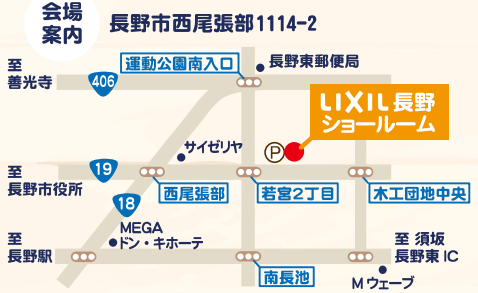 会場
案内
長野市西尾張部1114-2
至
善光寺
406
運動公園南入口
長野東郵便局
LIXIL長野
ショールーム
サイゼリヤ
P
至
長野市役所
19
西尾張部
若宮2丁目
木工団地中央
18
MEGA
ドン・キホーテ
至
長野駅
南長池
至 須坂
長野東IC
Mウェーブ